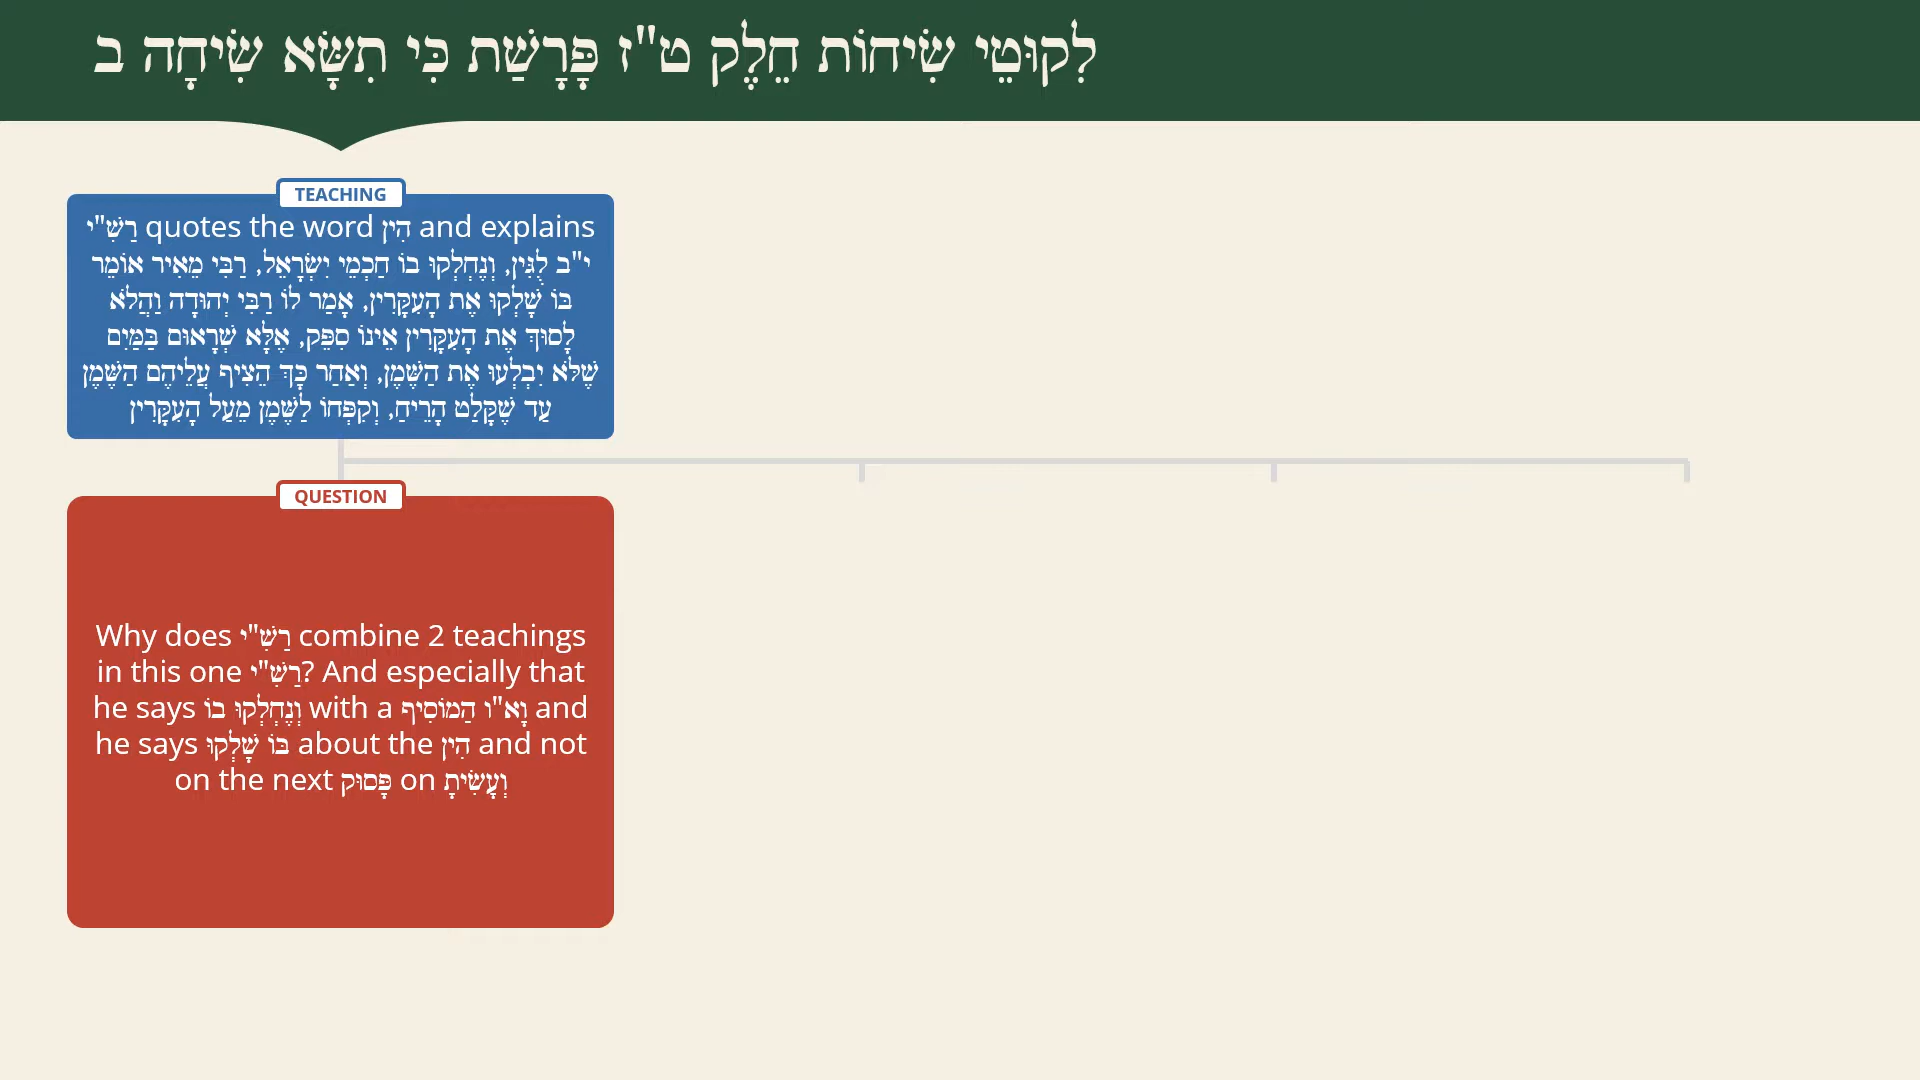 לִקוּטֵי שִׂיחוֹת חֵלֶק ט"ז פָּרָשַׁת כִּי תִשָּׂא שִׂיחָה ב
TEACHING
רַשִׁ"י quotes the word הִין and explains
י"ב לֻגִּין, וְנֶחְלְקוּ בוֹ חַכְמֵי יִשְׂרָאֵל, רַבִּי מֵאִיר אוֹמֵר
בּוֹ שָׁלְקוּ אֶת הָעִקָּרִין, אָמַר לוֹ רַבִּי יְהוּדָה וַהֲלֹא
לָסוּךְ אֶת הָעִקָּרִין אֵינוֹ סִפֵּק, אֶלָּא שְׁרָאוּם בַּמַּיִם
שֶׁלֹּא יִבְלְעוּ אֶת הַשֶּׁמֶן, וְאַחַר כָּךְ הֵצִיף עֲלֵיהֶם הַשֶּׁמֶן
עַד שֶׁקָּלַט הָרֵיחַ, וְקִפְּחוֹ לַשֶּׁמֶן מֵעַל הָעִקָּרִין
QUESTION
Why does רַשִׁ"י combine 2 teachings
in this one רַשִׁ"י? And especially that
he says וְנֶחְלְקוּ בוֹ with a וָא"ו הַמוֹסִיף and
he says בּוֹ שָׁלְקוּ about the הִין and not
on the next פָּסוּק on וְעָשִׂיתָ